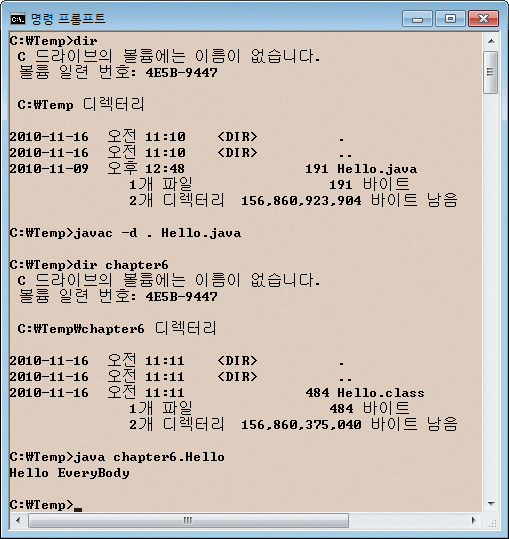 명령 프롬프트
C:₩Temp>dir
C 드라이브의 볼륨에는 이름이 없습니다.
볼륨 일련 번호: 4E5B-9447
C:₩Temp 디렉터리
2010-11-16 오전 11:10 <DIR> .
2010-11-16 오전 11:10 <DIR> ..
2010-11-09 오후 12:48 191 Hello.java
1개 파일 191 바이트
2개 디렉터리 156,860,923,904 바이트 남음
C:₩Temp>javac -d . Hello.java
C:₩Temp>dir chapter6
C 드라이브의 볼륨에는 이름이 없습니다.
볼륨 일련 번호: 4E5B-9447
C:₩Temp₩chapter6 디렉터리
2010-11-16 오전 11:11 <DIR> .
2010-11-16 오전 11:11 <DIR> ..
2010-11-16 오전 11:11 484 Hello.class
1개 파일 484 바이트
2개 디렉터리 156,860,375,040 바이트 남음
C:₩Temp>java chapter6.Hello
Hello EveryBody
C:₩Temp>